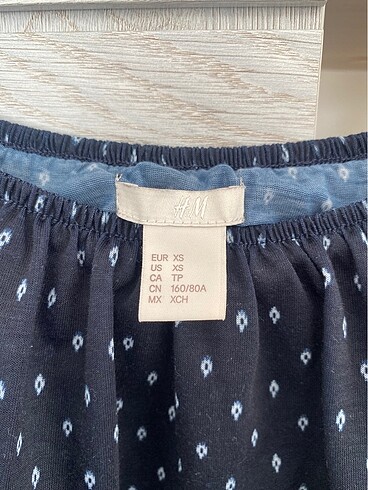 H&M
EUR XS
US XS
CA TP
CN 160/80A
MX XCH